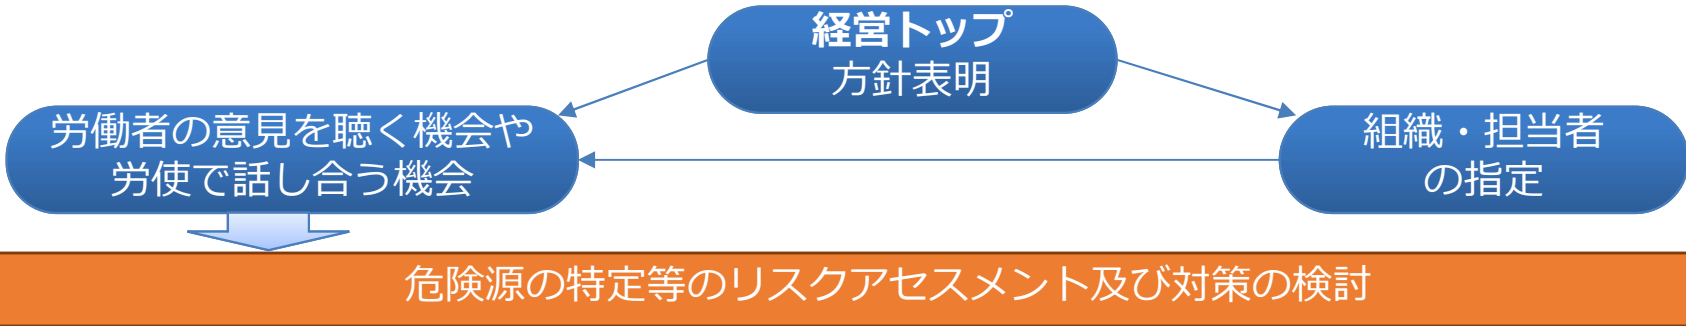 経営トップ
方針表明
労働者の意見を聴く機会や
労使で話し合う機会
組織・担当者
の指定
危険源の特定等のリスクアセスメント及び対策の検討